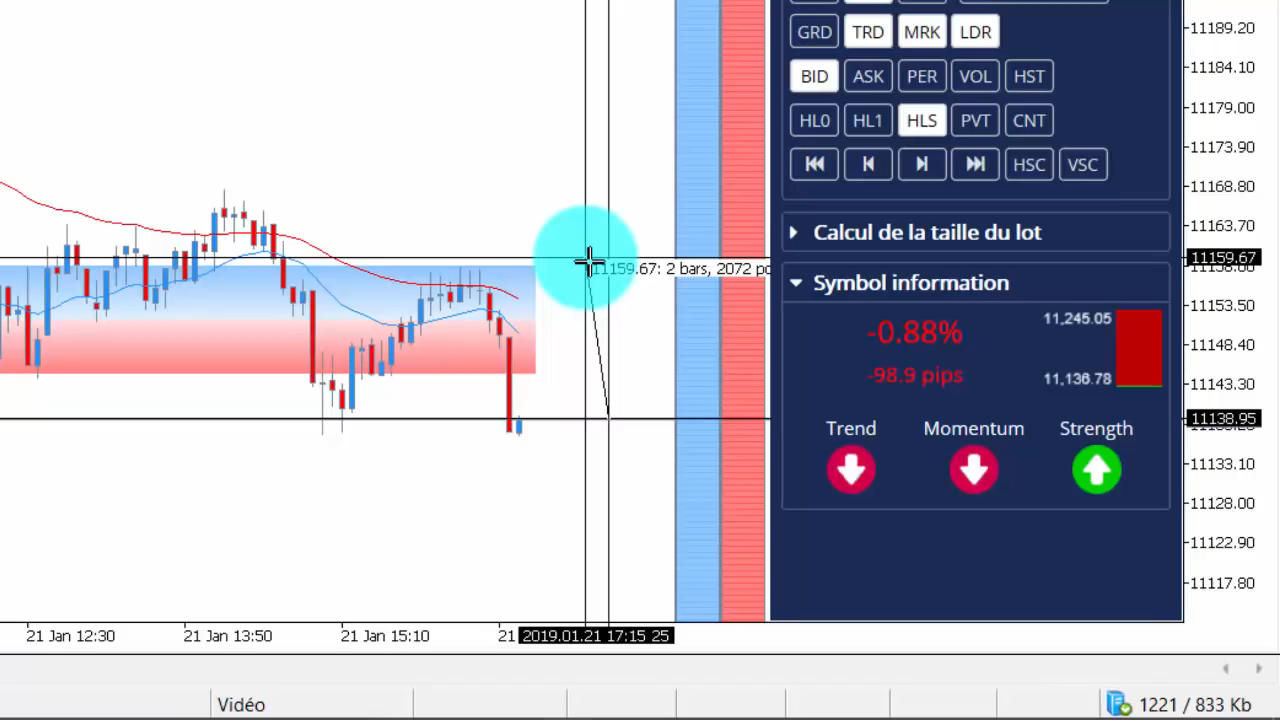 11189.20
GRD TRD MRK LDR
11184.10
BID ASK PER VOL HST
11179.00
HL0 HL1 HLS PVT CNT
11173.90
HSC VSC
11168.80
11163.70
Calcul de la taille du lot
11159.67
11159.67: 2 bars, 2072 po
Symbol information
11153.50
-0.88%
11,245.05
11148.40
-98.9 pips
11,136.78
11143.30
11138.95
Trend Momentum Strength
11133.10
11128.00
11122.90
11117.80
21 Jan 12:30 21 Jan 13:50 21 Jan 15:10 21 2019.01.21 17:15 25
Vidéo 1221 / 833 Kb